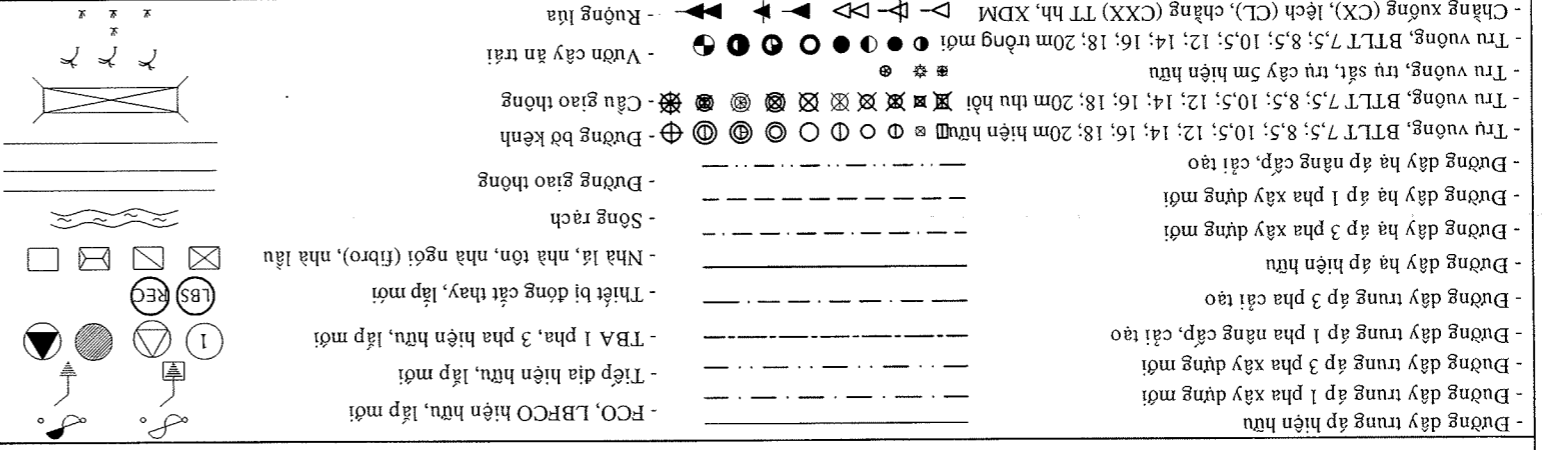 - Đường dây trung áp hiện hữu
- Đường dây trung áp 1 pha xây dựng mới
- Đường dây trung áp 3 pha xây dựng mới
- Đường dây trung áp 1 pha nâng cấp, cải tạo
- Đường dây trung áp 3 pha cải tạo
- Đường dây hạ áp hiện hữu
- Đường dây hạ áp 3 pha xây dựng mới
- Đường dây hạ áp 1 pha xây dựng mới
- Đường dây hạ áp nâng cấp, cải tạo
- Trụ vuông, BTLT 7,5; 8,5; 10,5; 12; 14; 16; 18; 20m hiện hữu
- Tru vuông, BTLT 7,5; 8,5; 10,5; 12; 14; 16; 18; 20m thu hồi
- Tru vuông, trụ sắt, trụ cây 5m hiện hữu
- Tru vuông, BTLT 7,5; 8,5; 10,5; 12; 14; 16; 18; 20m trồng mới
- Chằng xuống (CX), lệch (CL), chằng (CXX) TT hh, XDM
- FCO, LBFCO hiện hữu, lắp mới
- Tiếp địa hiện hữu, lắp mới
- TBA 1 pha, 3 pha hiện hữu, lắp mới
1
- Thiết bị đóng cắt thay, lắp mới
LBS REC
- Nhà lá, nhà tôn, nhà ngói (fibro), nhà lầu
- Sông rạch
- Đường giao thông
- Đường bờ kênh
- Cầu giao thông
- Vườn cây ăn trái
- Ruộng lúa